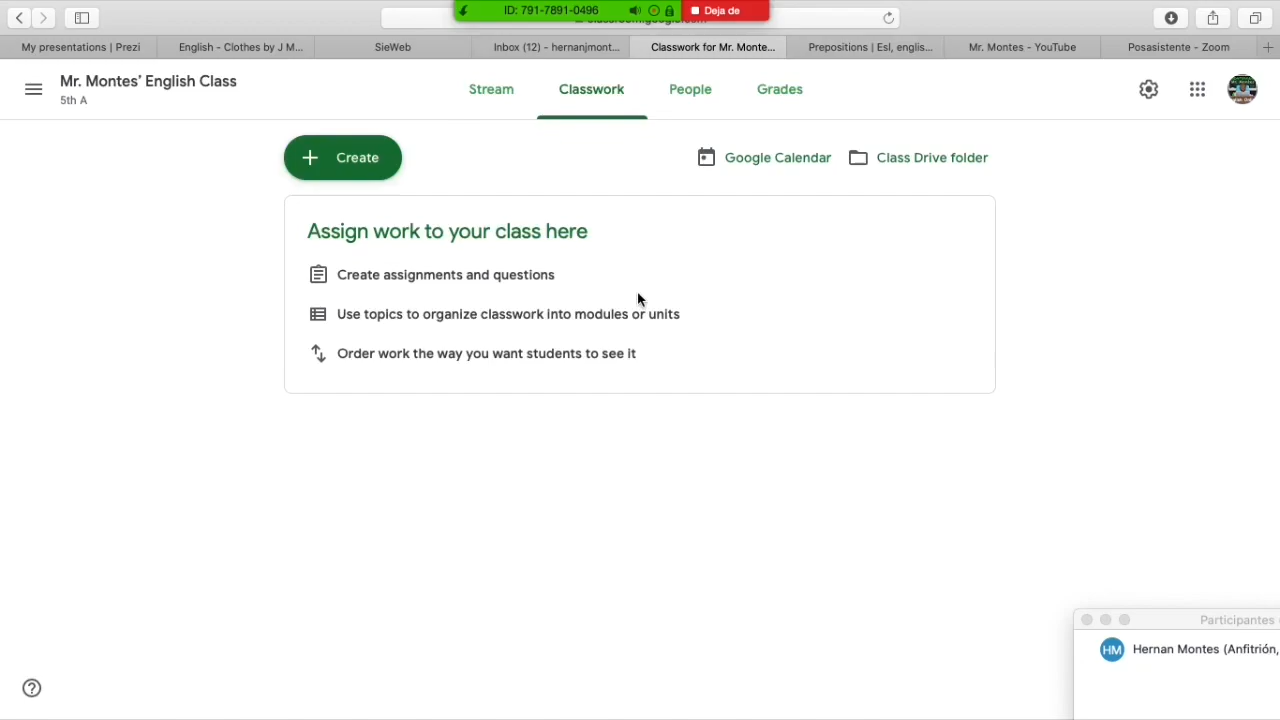 ID: 791-7891-0496
Deja de
My presentations | Prezi
English - Clothes by J M...
SieWeb
Inbox (12) - hernanjmont...
Classwork for Mr. Monte...
Prepositions | Esl, englis...
Mr. Montes - YouTube
Posasistente - Zoom
Mr. Montes' English Class
5th A
Stream
Classwork
People
Grades
Create
Google Calendar
Class Drive folder
Assign work to your class here
Create assignments and questions
Use topics to organize classwork into modules or units
Order work the way you want students to see it
Participantes
HM
Hernan Montes (Anfitrión,